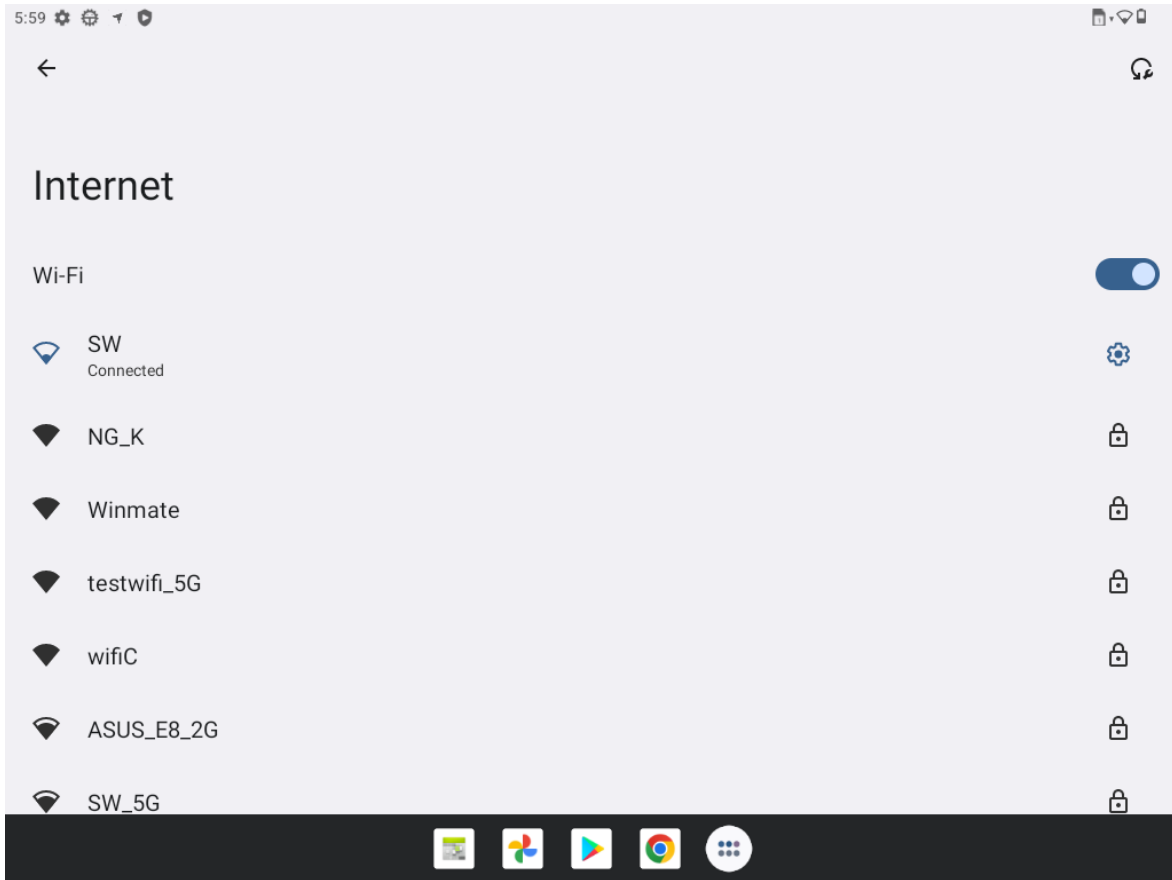 5:59
Internet
Wi-Fi
SW
Connected
NG_K
Winmate
testwifi_5G
wifiC
ASUS_E8_2G
SW_5G